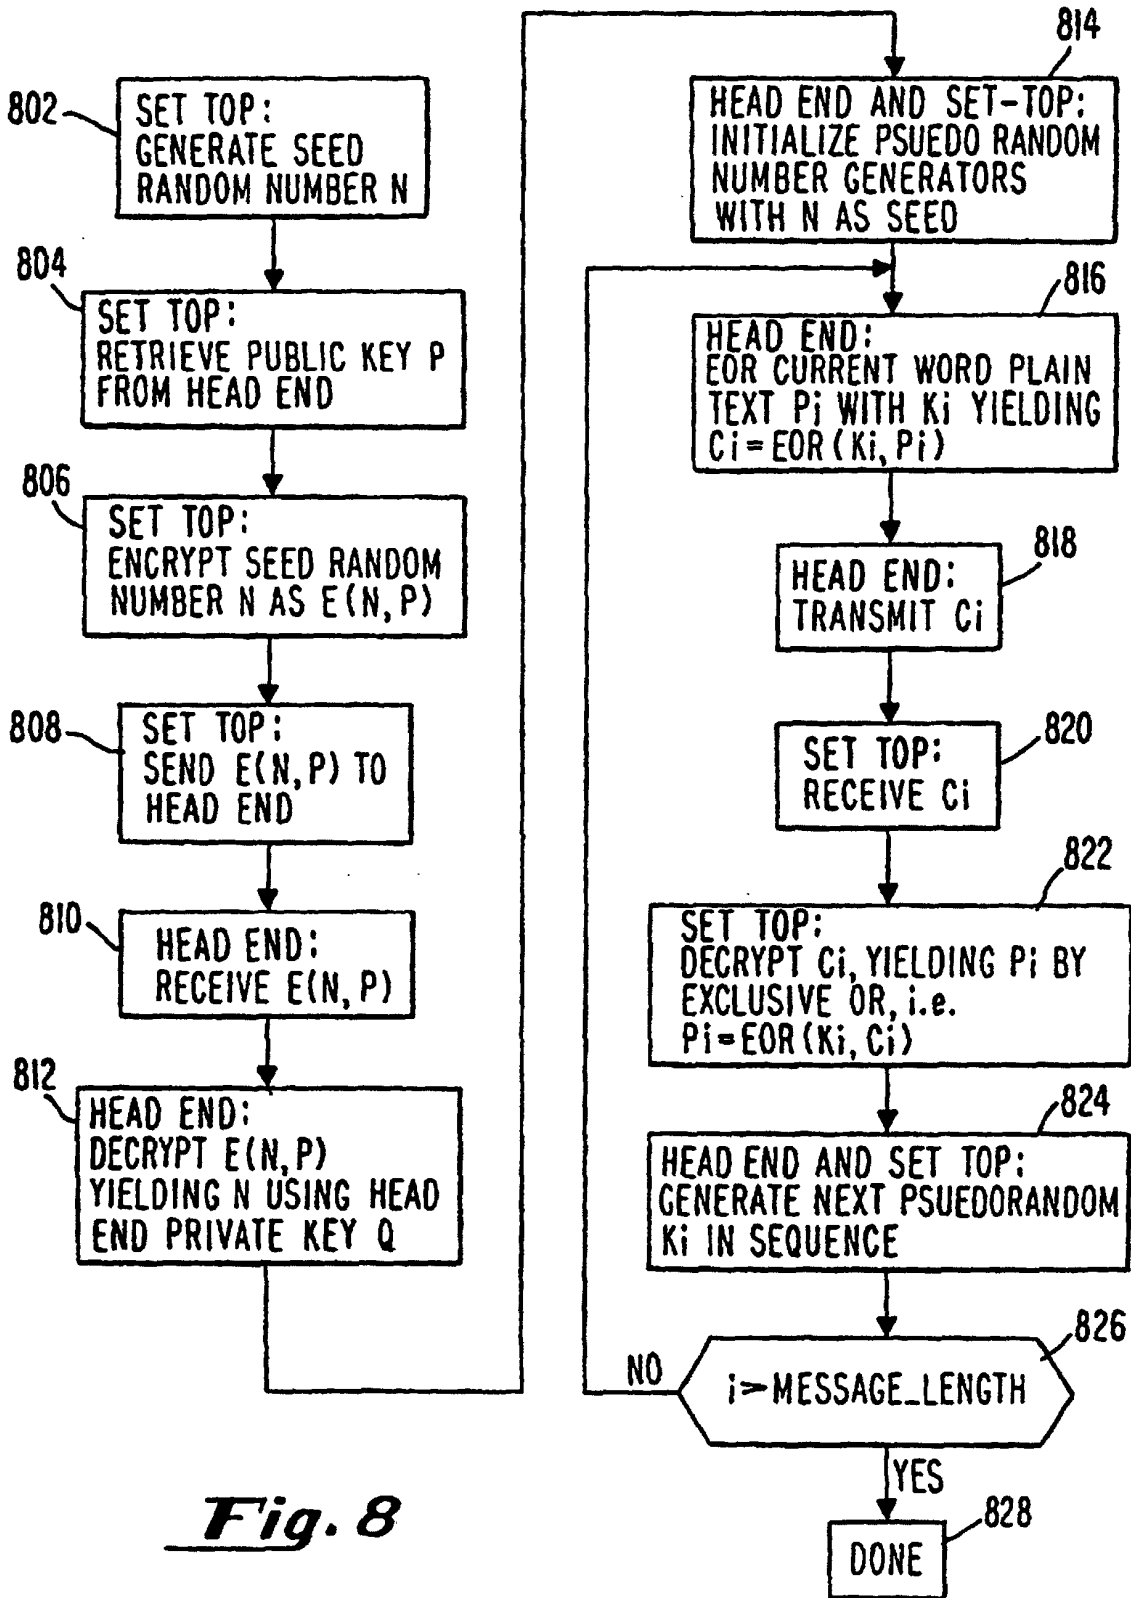 802
SET TOP:
GENERATE SEED
RANDOM NUMBER N
804
SET TOP:
RETRIEVE PUBLIC KEY P
FROM HEAD END
806
SET TOP:
ENCRYPT SEED RANDOM
NUMBER N AS E(N,P)
808
SET TOP:
SEND E(N,P) TO
HEAD END
810
HEAD END:
RECEIVE E(N,P)
812
HEAD END:
DECRYPT E(N,P)
YIELDING N USING HEAD
END PRIVATE KEY Q
814
HEAD END AND SET-TOP:
INITIALIZE PSUEDO RANDOM
NUMBER GENERATORS
WITH N AS SEED
816
HEAD END:
EOR CURRENT WORD PLAIN
TEXT Pi WITH Ki YIELDING
Ci=EOR(Ki,Pi)
818
HEAD END:
TRANSMIT Ci
820
SET TOP:
RECEIVE Ci
822
SET TOP:
DECRYPT Ci, YIELDING Pi BY
EXCLUSIVE OR, i.e.
Pi=EOR(Ki,Ci)
824
HEAD END AND SET TOP:
GENERATE NEXT PSUEDORANDOM
Ki IN SEQUENCE
826
i>MESSAGE_LENGTH
NO
YES
828
DONE
Fig. 8